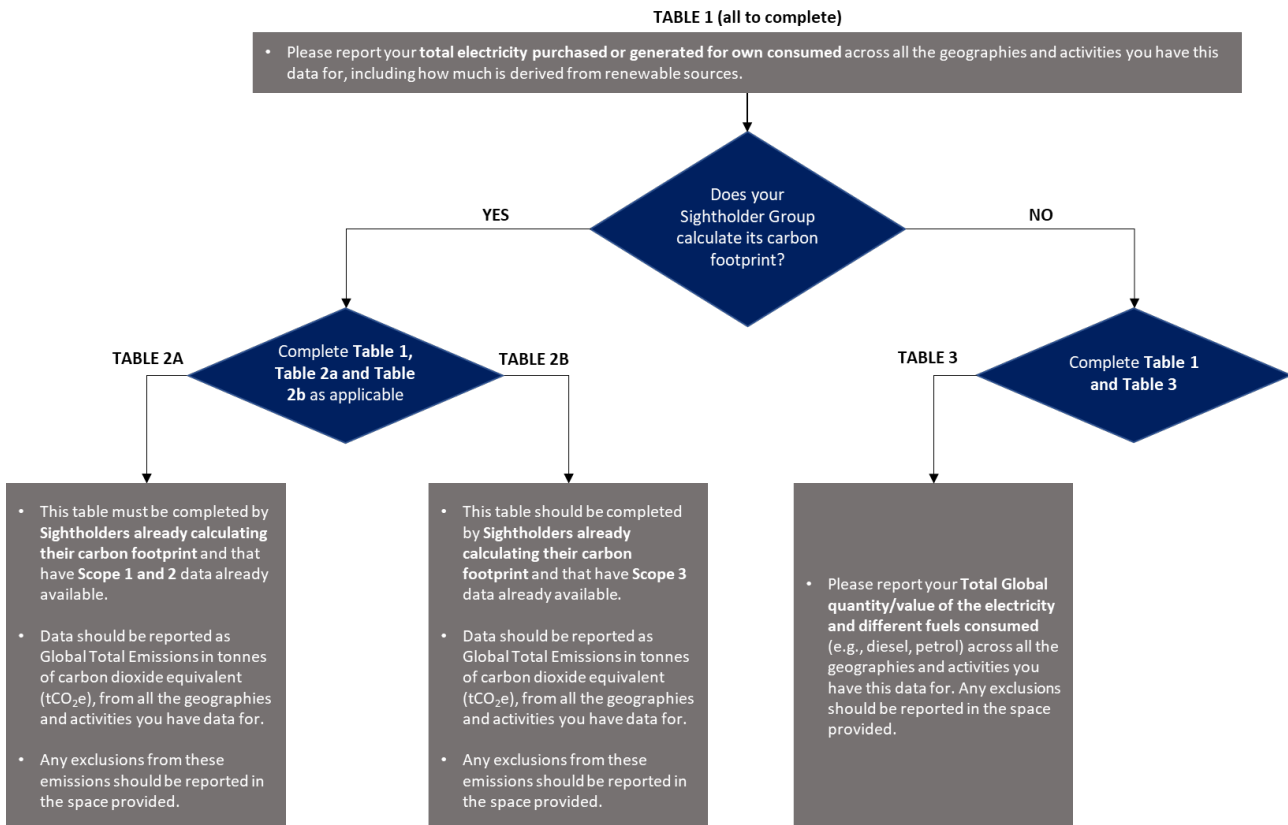 TABLE 1 (all to complete)
• Please report your total electricity purchased or generated for own consumed across all the geographies and activities you have this
data for, including how much is derived from renewable sources.
Does your
Sightholder Group
calculate its carbon
footprint?
YES
NO
Complete Table 1,
Table 2a and Table
2b as applicable
TABLE 2A
TABLE 2B
TABLE 3
Complete Table 1
and Table 3
• This table must be completed by
Sightholders already calculating
their carbon footprint and that
have Scope 1 and 2 data already
available.
• Data should be reported as
Global Total Emissions in tonnes
of carbon dioxide equivalent
(tCO₂e), from all the geographies
and activities you have data for.
• Any exclusions from these
emissions should be reported in
the space provided.
• This table should be completed
by Sightholders already
calculating their carbon
footprint and that have Scope 3
data already available.
• Data should be reported as
Global Total Emissions in tonnes
of carbon dioxide equivalent
(tCO₂e), from all the geographies
and activities you have data for.
• Any exclusions from these
emissions should be reported in
the space provided.
• Please report your Total Global
quantity/value of the electricity
and different fuels consumed
(e.g., diesel, petrol) across all the
geographies and activities you
have this data for. Any exclusions
should be reported in the space
provided.